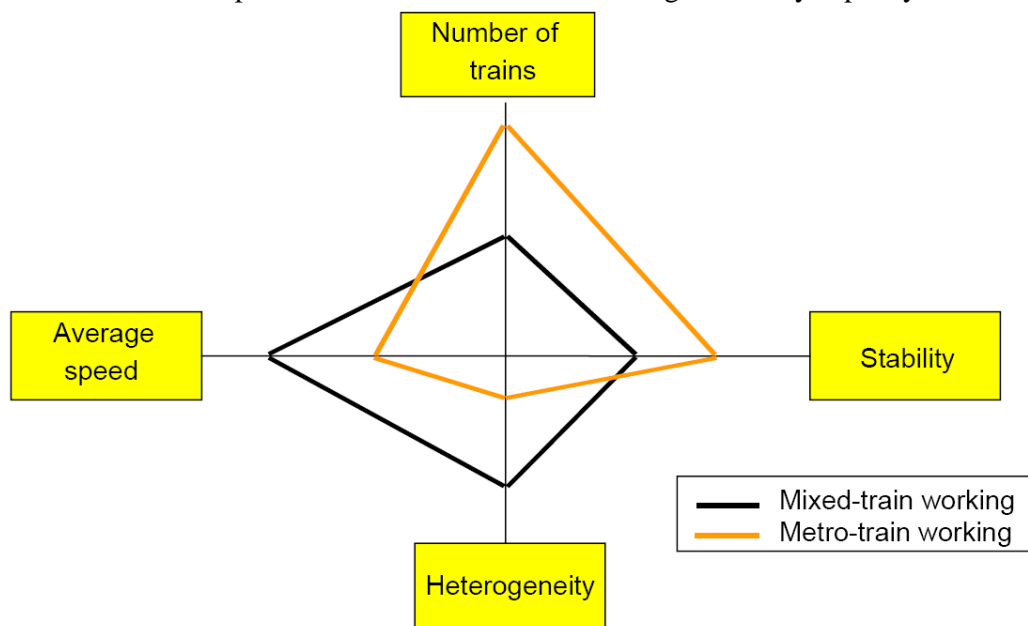 Number of
trains
Average
speed
Stability
Mixed-train working
Metro-train working
Heterogeneity